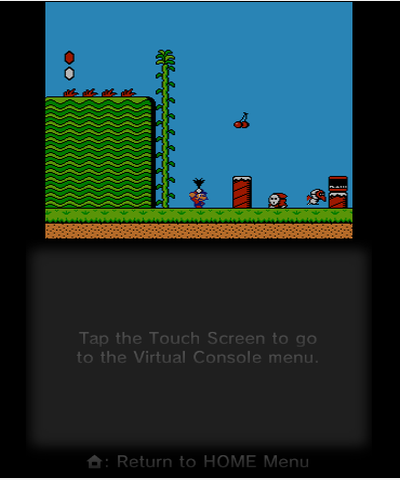 Tap the Touch Screen to go
to the Virtual Console menu.
: Return to HOME Menu